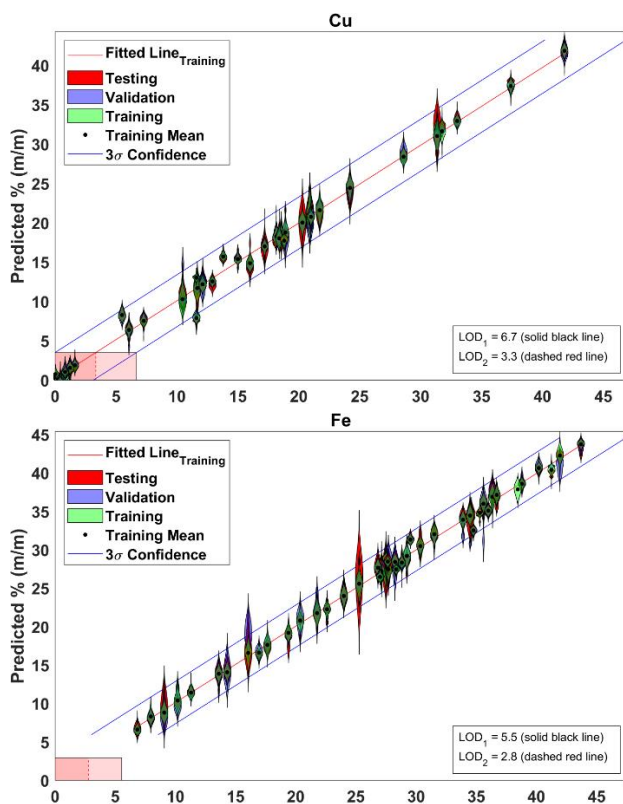 Cu
Fitted Line Training
Testing
Validation
Training
Training Mean
3σ Confidence
Predicted % (m/m)
40
35
30
25
20
15
10
5
0
LOD1 = 6.7 (solid black line)
LOD2 = 3.3 (dashed red line)
0 5 10 15 20 25 30 35 40 45
Fe
Fitted Line Training
Testing
Validation
Training
Training Mean
3σ Confidence
Predicted % (m/m)
45
40
35
30
25
20
15
10
5
0
LOD1 = 5.5 (solid black line)
LOD2 = 2.8 (dashed red line)
0 5 10 15 20 25 30 35 40 45